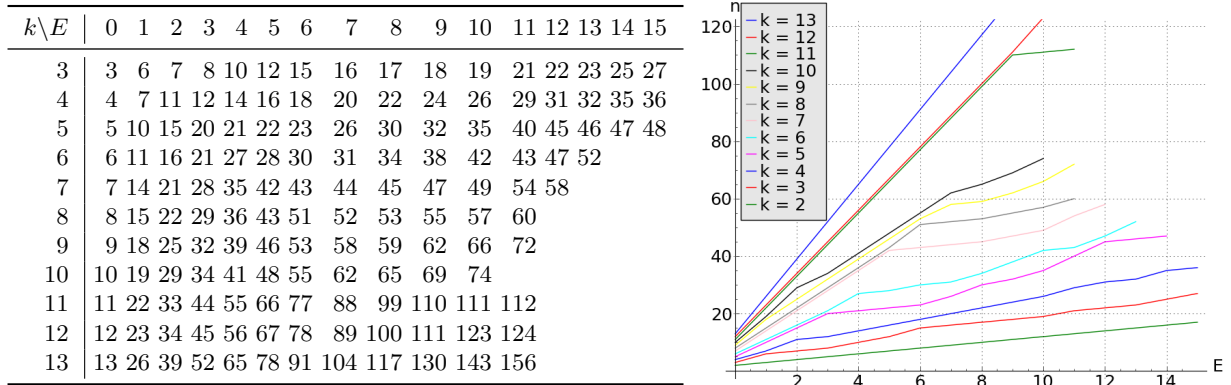 k\E 0 1 2 3 4 5 6 7 8 9 10 11 12 13 14 15
3 3 6 7 8 10 12 15 16 17 18 19 21 22 23 25 27
4 4 7 11 12 14 16 18 20 22 24 26 29 31 32 35 36
5 5 10 15 20 21 22 23 26 30 32 35 40 45 46 47 48
6 6 11 16 21 27 28 30 31 34 38 42 43 47 52
7 7 14 21 28 35 42 43 44 45 47 49 54 58
8 8 15 22 29 36 43 51 52 53 55 57 60
9 9 18 25 32 39 46 53 58 59 62 66 72
10 10 19 29 34 41 48 55 62 65 69 74
11 11 22 33 44 55 66 77 88 99 110 111 112
12 12 23 34 45 56 67 78 89 100 111 123 124
13 13 26 39 52 65 78 91 104 117 130 143 156
n
120
100
80
60
40
20
k = 13
k = 12
k = 11
k = 10
k = 9
k = 8
k = 7
k = 6
k = 5
k = 4
k = 3
k = 2
2 4 6 8 10 12 14
E